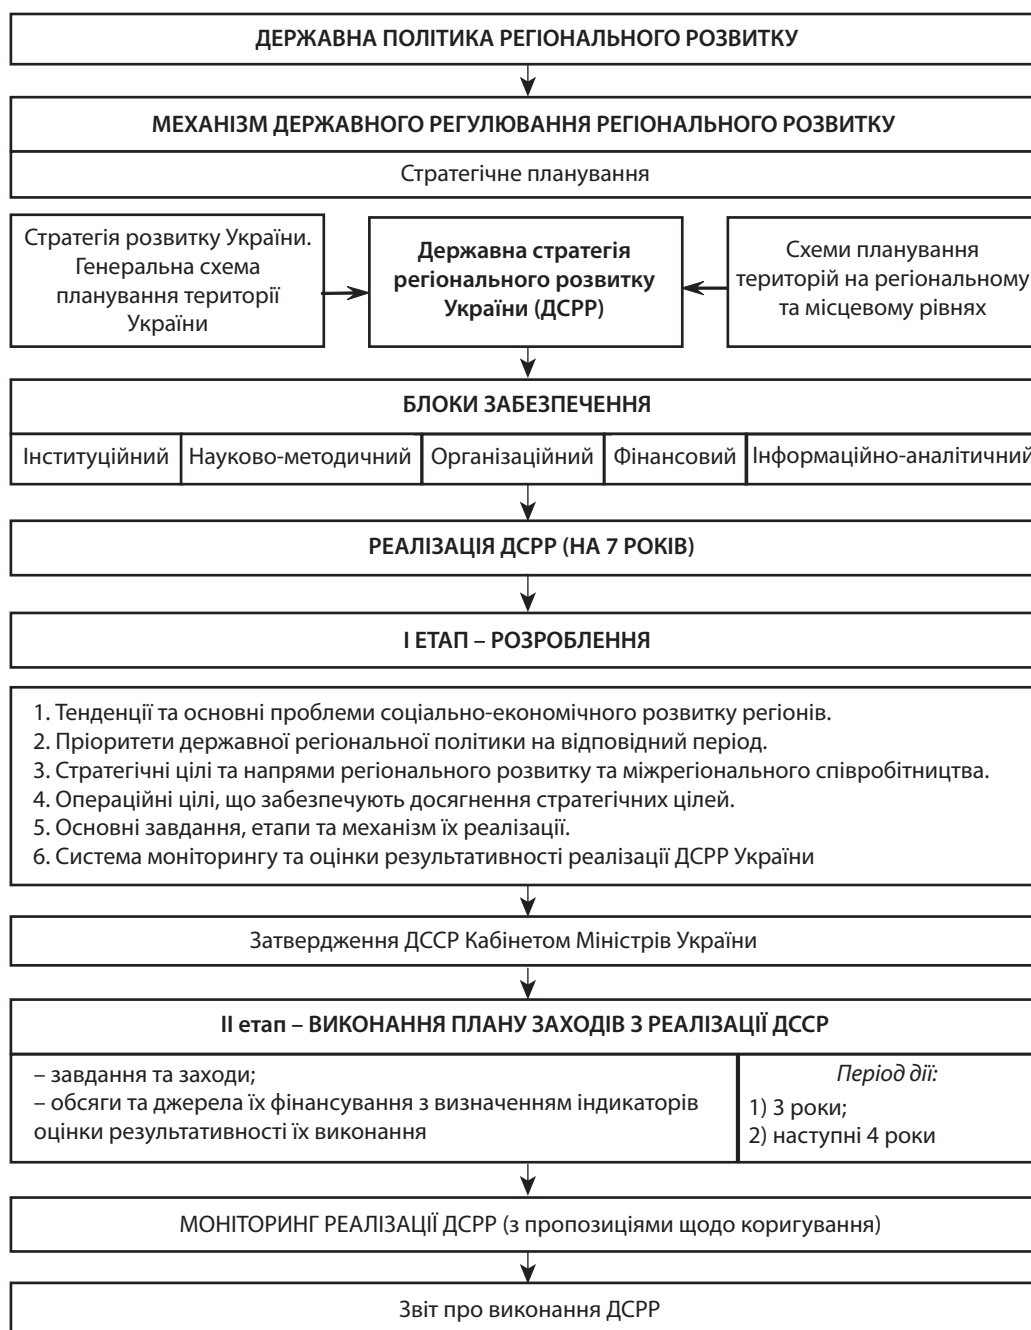 ДЕРЖАВНА ПОЛІТИКА РЕГІОНАЛЬНОГО РОЗВИТКУ
МЕХАНІЗМ ДЕРЖАВНОГО РЕГУЛЮВАННЯ РЕГІОНАЛЬНОГО РОЗВИТКУ
Стратегічне планування
Стратегія розвитку України.
Генеральна схема
планування території
України
Державна стратегія
регіонального розвитку
України (ДСРР)
Схеми планування
територій на регіональному
та місцевому рівнях
БЛОКИ ЗАБЕЗПЕЧЕННЯ
Інституційний
Науково-методичний
Організаційний
Фінансовий
Інформаційно-аналітичний
РЕАЛІЗАЦІЯ ДСРР (НА 7 РОКІВ)
І ЕТАП – РОЗРОБЛЕННЯ
1. Тенденції та основні проблеми соціально-економічного розвитку регіонів.
2. Пріоритети державної регіональної політики на відповідний період.
3. Стратегічні цілі та напрями регіонального розвитку та міжрегіонального співробітництва.
4. Операційні цілі, що забезпечують досягнення стратегічних цілей.
5. Основні завдання, етапи та механізм їх реалізації.
6. Система моніторингу та оцінки результативності реалізації ДСРР України
Затвердження ДССР Кабінетом Міністрів України
ІІ етап – ВИКОНАННЯ ПЛАНУ ЗАХОДІВ З РЕАЛІЗАЦІЇ ДССР
– завдання та заходи;
– обсяги та джерела їх фінансування з визначенням індикаторів
оцінки результативності їх виконання
Період дії:
1) 3 роки;
2) наступні 4 роки
МОНІТОРИНГ РЕАЛІЗАЦІЇ ДСРР (з пропозиціями щодо коригування)
Звіт про виконання ДСРР